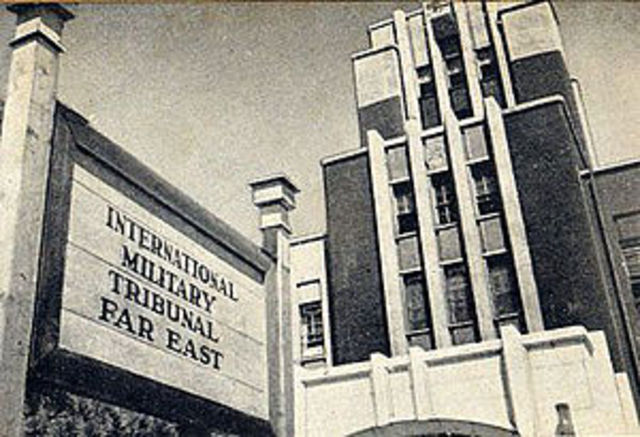 INTERNATIONAL
MILITARY
TRIBUNAL
FAR EAST